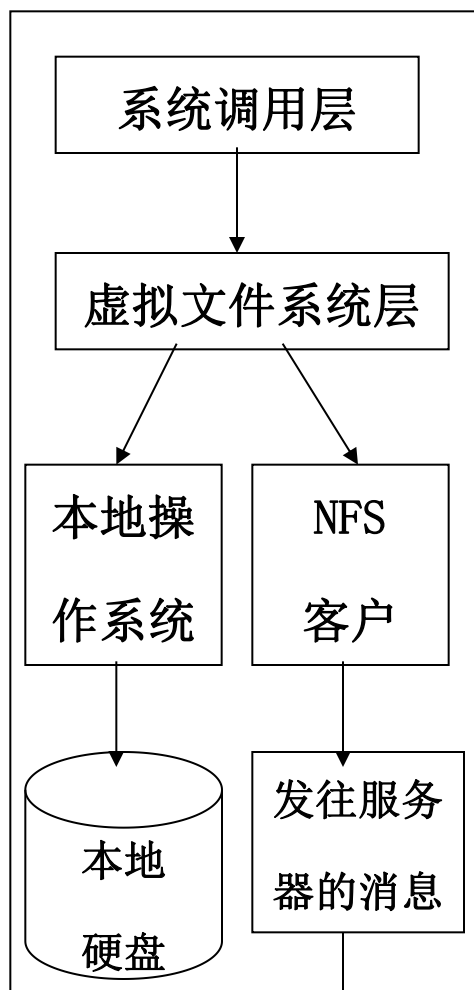 系统调用层
虚拟文件系统层
本地操
作系统
NFS
客户
本地
硬盘
发往服务
器的消息